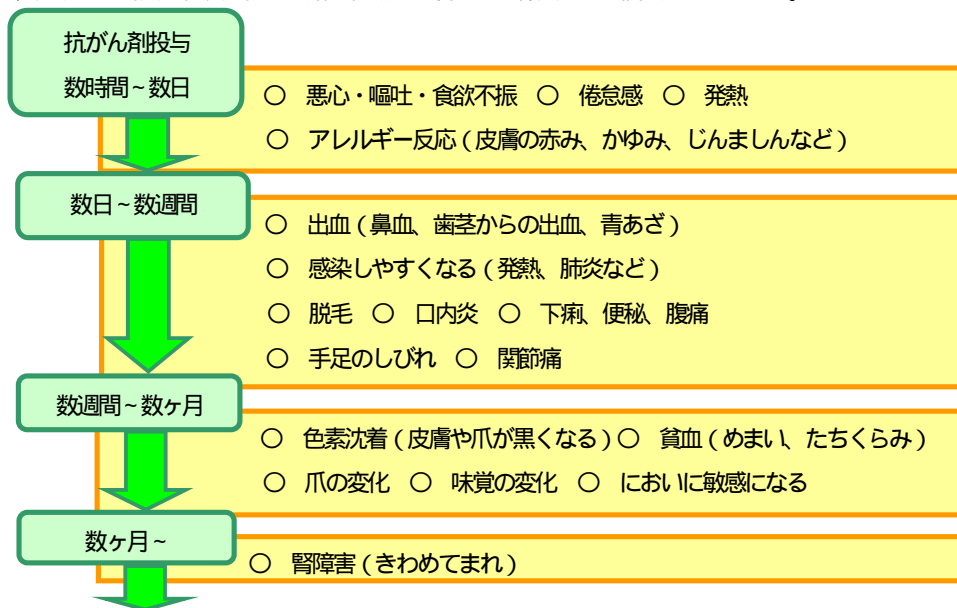 抗がん剤投与
数時間～数日
○ 悪心・嘔吐・食欲不振 ○ 倦怠感 ○ 発熱
○ アレルギー反応（皮膚の赤み、かゆみ、じんましんなど）
数日～数週間
○ 出血（鼻血、歯茎からの出血、青あざ）
○ 感染しやすくなる（発熱、肺炎など）
○ 脱毛 ○ 口内炎 ○ 下痢、便秘、腹痛
○ 手足のしびれ ○ 関節痛
数週間～数ヶ月
○ 色素沈着（皮膚や爪が黒くなる）○ 貧血（めまい、たちくらみ）
○ 爪の変化 ○ 味覚の変化 ○ においに敏感になる
数ヶ月～
○ 腎障害（きわめてまれ）